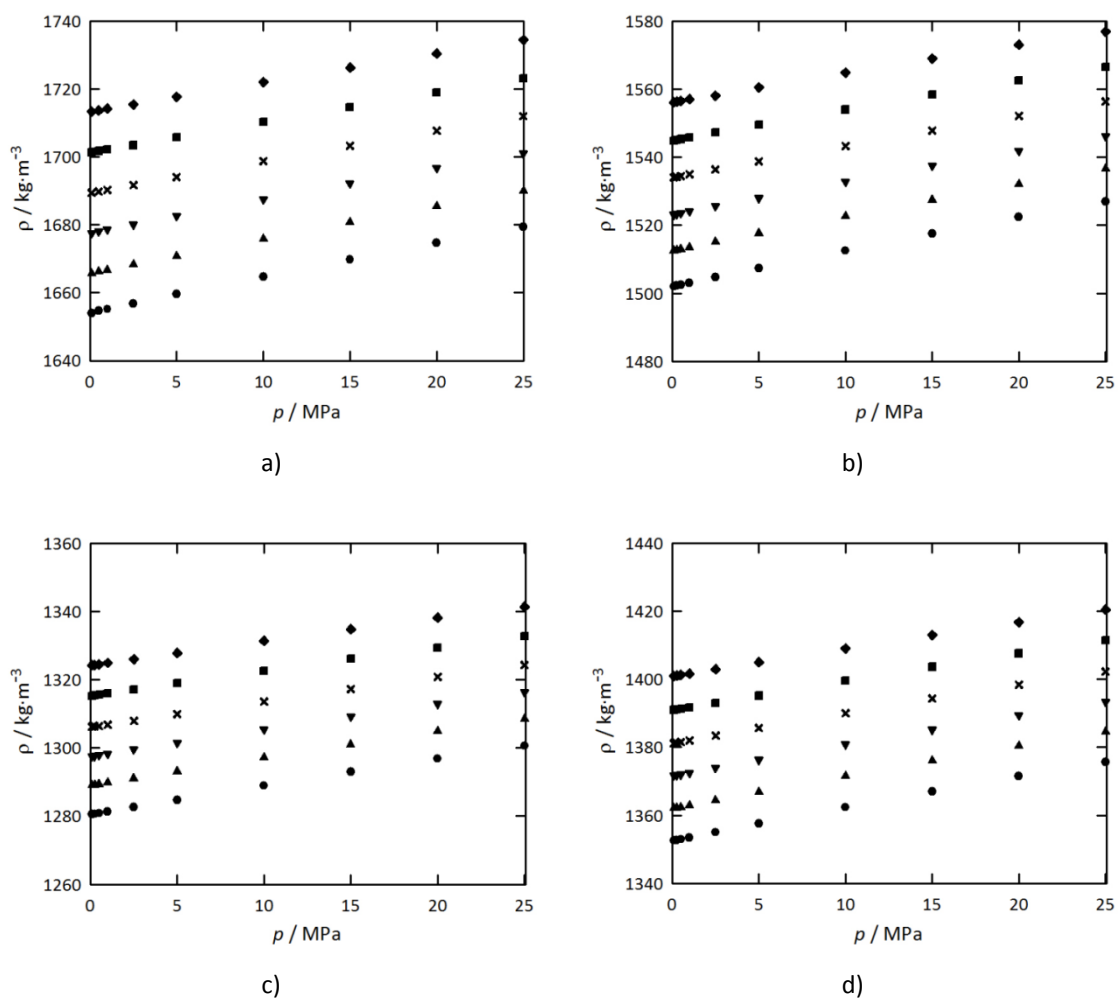 1740
1720
1700
1680
1660
1640
ρ / kg·m⁻³
0 5 10 15 20 25
p / MPa
a)
1580
1560
1540
1520
1500
1480
ρ / kg·m⁻³
0 5 10 15 20 25
p / MPa
b)
1360
1340
1320
1300
1280
1260
ρ / kg·m⁻³
0 5 10 15 20 25
p / MPa
c)
1440
1420
1400
1380
1360
1340
ρ / kg·m⁻³
0 5 10 15 20 25
p / MPa
d)